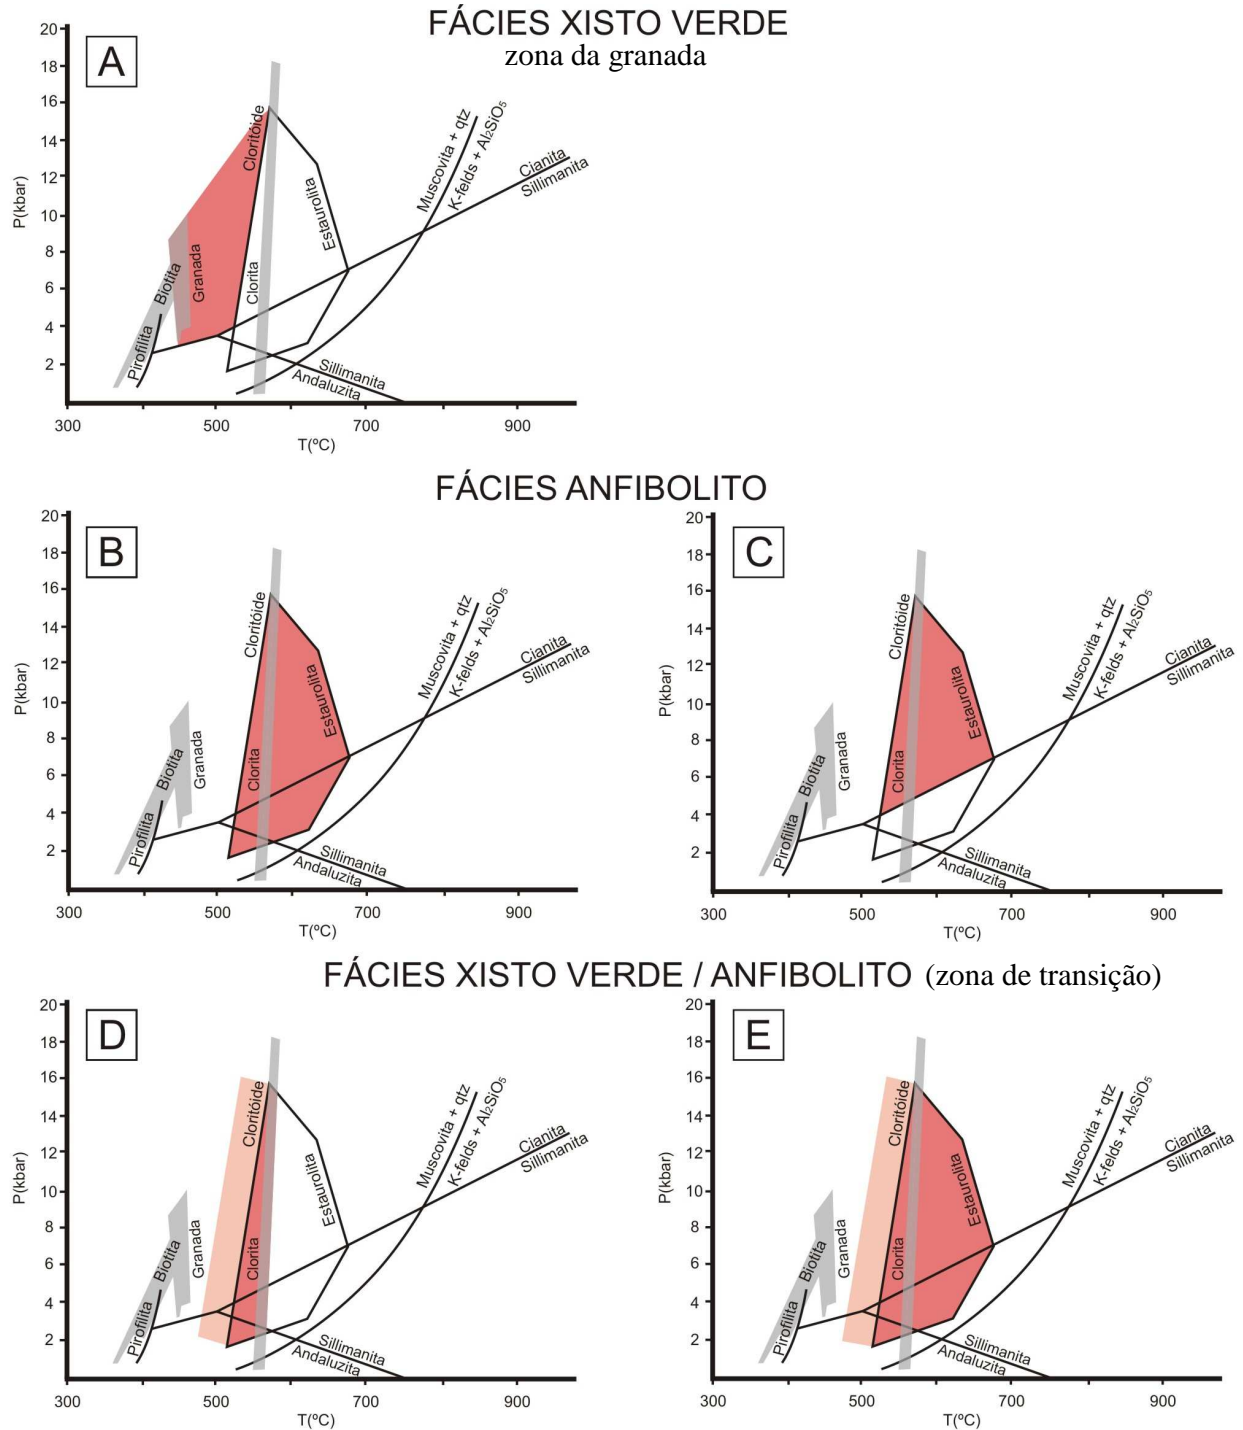 FÁCIES XISTO VERDE
zona da granada
A
20
18
16
14
12
10
8
6
4
2
P(kbar)
Pirofilita
Biotita
Granada
Cloritóide
Clorita
Estaurolita
Muscovita + qtz
K-felds + Al₂SiO₅
Cianita
Sillimanita
Sillimanita
Andaluzita
300 500 700 900
T(ºC)
FÁCIES ANFIBOLITO
B
20
18
16
14
12
10
8
6
4
2
P(kbar)
Pirofilita
Biotita
Granada
Cloritóide
Clorita
Estaurolita
Muscovita + qtz
K-felds + Al₂SiO₅
Cianita
Sillimanita
Sillimanita
Andaluzita
300 500 700 900
T(ºC)
C
20
18
16
14
12
10
8
6
4
2
P(kbar)
Pirofilita
Biotita
Granada
Cloritóide
Clorita
Estaurolita
Muscovita + qtz
K-felds + Al₂SiO₅
Cianita
Sillimanita
Sillimanita
Andaluzita
300 500 700 900
T(ºC)
FÁCIES XISTO VERDE / ANFIBOLITO (zona de transição)
D
20
18
16
14
12
10
8
6
4
2
P(kbar)
Pirofilita
Biotita
Granada
Cloritóide
Clorita
Estaurolita
Muscovita + qtz
K-felds + Al₂SiO₅
Cianita
Sillimanita
Sillimanita
Andaluzita
300 500 700 900
T(ºC)
E
20
18
16
14
12
10
8
6
4
2
P(kbar)
Pirofilita
Biotita
Granada
Cloritóide
Clorita
Estaurolita
Muscovita + qtz
K-felds + Al₂SiO₅
Cianita
Sillimanita
Sillimanita
Andaluzita
300 500 700 900
T(ºC)